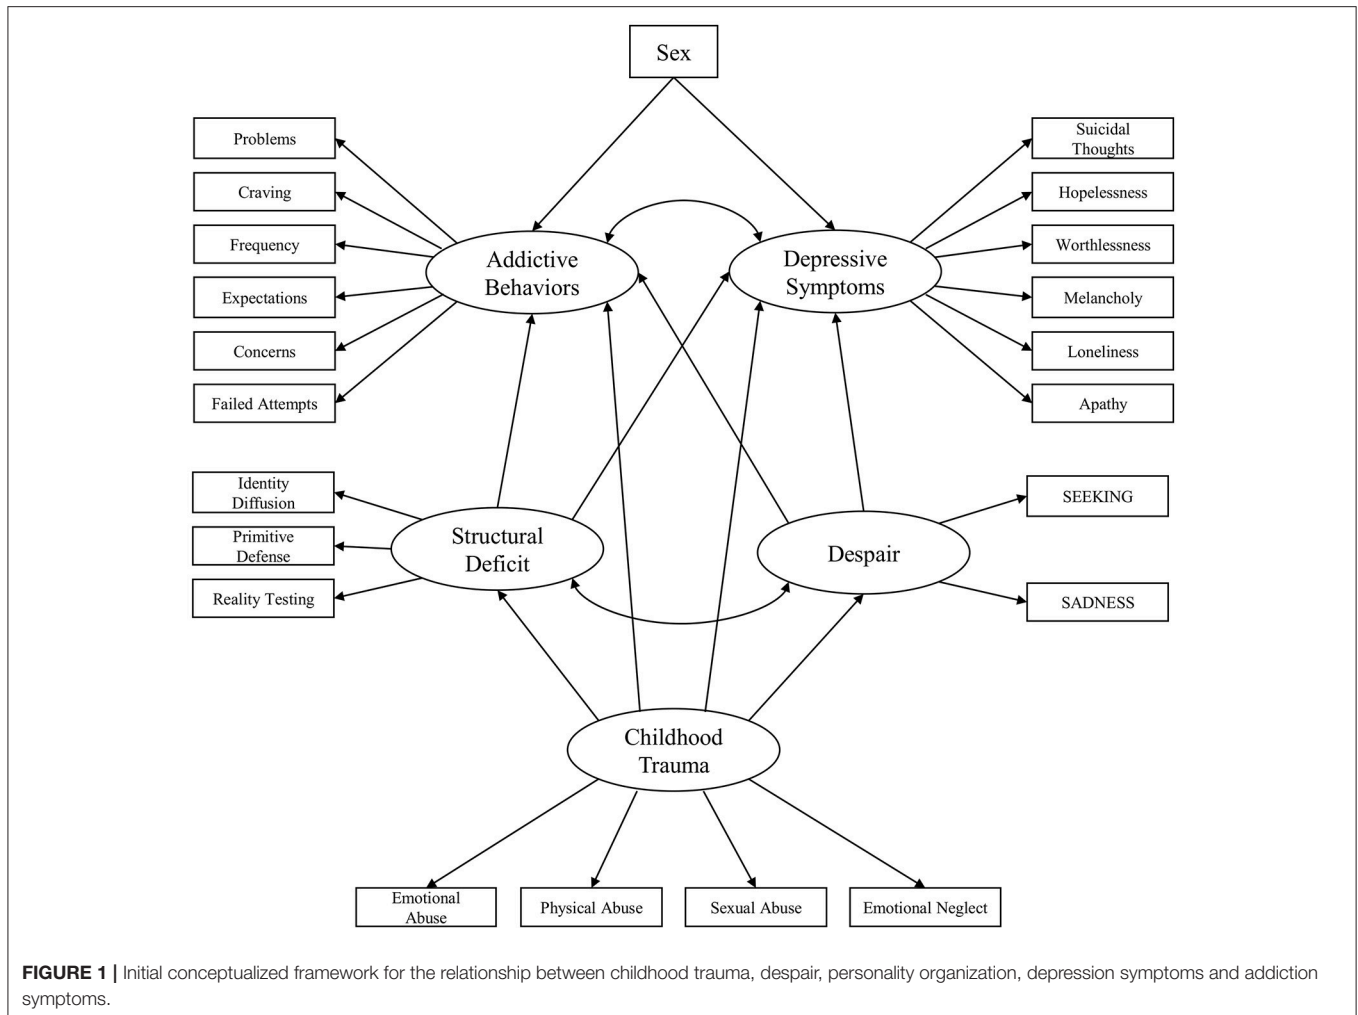 Sex
Problems
Craving
Frequency
Expectations
Concerns
Failed Attempts
Addictive
Behaviors
Depressive
Symptoms
Suicidal
Thoughts
Hopelessness
Worthlessness
Melancholy
Loneliness
Apathy
Identity
Diffusion
Primitive
Defense
Reality Testing
Structural
Deficit
Despair
SEEKING
SADNESS
Childhood
Trauma
Emotional
Abuse
Physical Abuse
Sexual Abuse
Emotional Neglect
FIGURE 1 | Initial conceptualized framework for the relationship between childhood trauma, despair, personality organization, depression symptoms and addiction
symptoms.